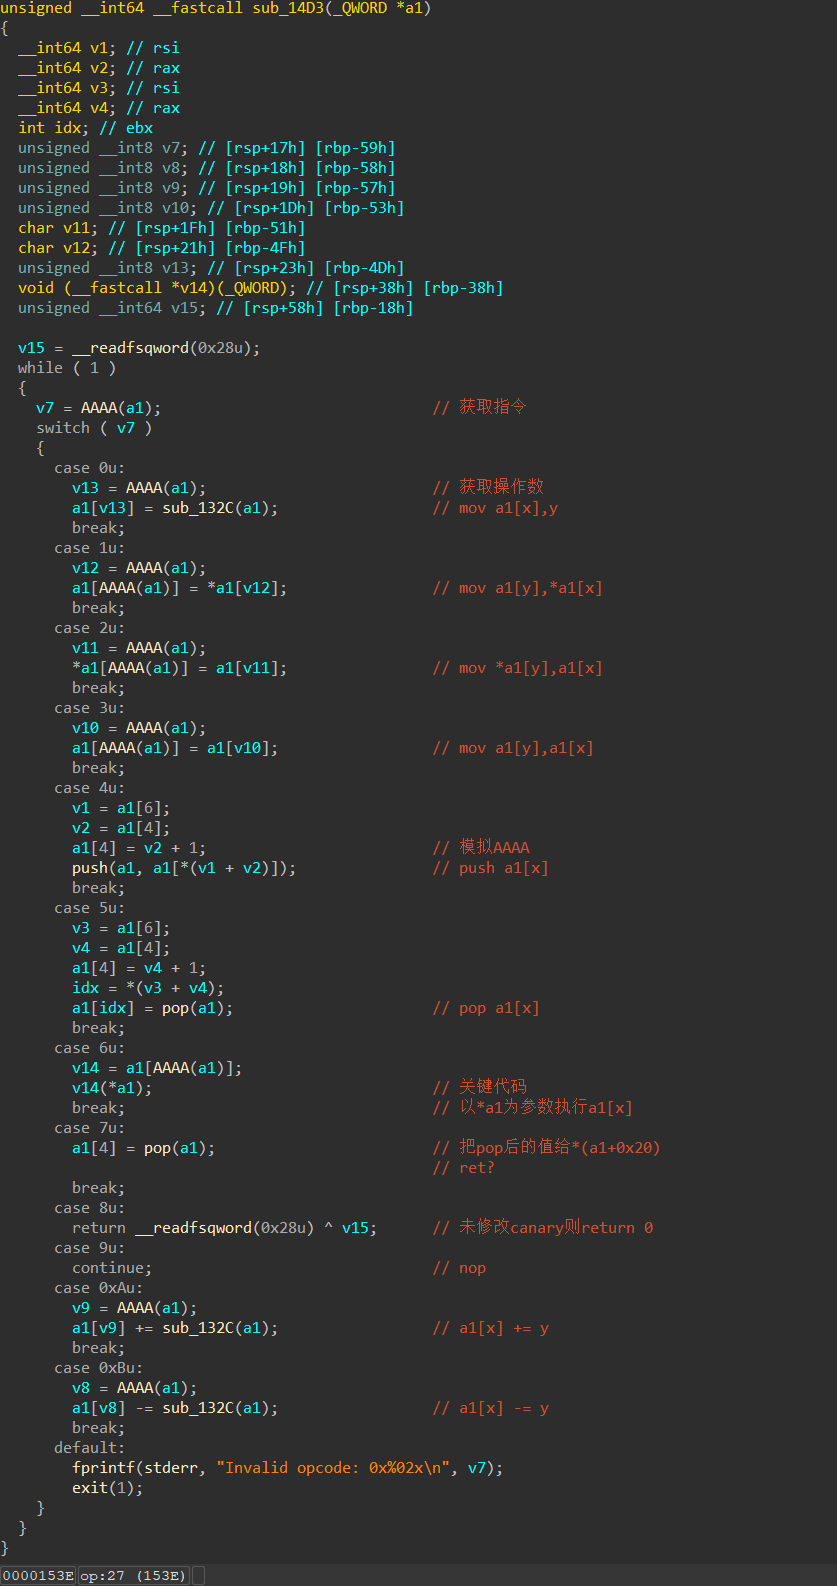 unsigned __int64 __fastcall sub_14D3(_QWORD *a1)
{
  __int64 v1; // rsi
  __int64 v2; // rax
  __int64 v3; // rsi
  __int64 v4; // rax
  int idx; // ebx
  unsigned __int8 v7; // [rsp+17h] [rbp-59h]
  unsigned __int8 v8; // [rsp+18h] [rbp-58h]
  unsigned __int8 v9; // [rsp+19h] [rbp-57h]
  unsigned __int8 v10; // [rsp+1Dh] [rbp-53h]
  char v11; // [rsp+1Fh] [rbp-51h]
  char v12; // [rsp+21h] [rbp-4Fh]
  unsigned __int8 v13; // [rsp+23h] [rbp-4Dh]
  void (__fastcall *v14)(_QWORD); // [rsp+38h] [rbp-38h]
  unsigned __int64 v15; // [rsp+58h] [rbp-18h]

  v15 = __readfsqword(0x28u);
  while ( 1 )
  {
    v7 = AAAA(a1);                              // 获取指令
    switch ( v7 )
    {
      case 0u:
        v13 = AAAA(a1);                         // 获取操作数
        a1[v13] = sub_132C(a1);                 // mov a1[x],y
        break;
      case 1u:
        v12 = AAAA(a1);
        a1[AAAA(a1)] = *a1[v12];                // mov a1[y],*a1[x]
        break;
      case 2u:
        v11 = AAAA(a1);
        *a1[AAAA(a1)] = a1[v11];                // mov *a1[y],a1[x]
        break;
      case 3u:
        v10 = AAAA(a1);
        a1[AAAA(a1)] = a1[v10];                 // mov a1[y],a1[x]
        break;
      case 4u:
        v1 = a1[6];
        v2 = a1[4];
        a1[4] = v2 + 1;                         // 模拟AAAA
        push(a1, a1[*(v1 + v2)]);               // push a1[x]
        break;
      case 5u:
        v3 = a1[6];
        v4 = a1[4];
        a1[4] = v4 + 1;
        idx = *(v3 + v4);
        a1[idx] = pop(a1);                      // pop a1[x]
        break;
      case 6u:
        v14 = a1[AAAA(a1)];
        v14(*a1);                               // 关键代码
        break;                                  // 以*a1为参数执行a1[x]
      case 7u:
        a1[4] = pop(a1);                        // 把pop后的值给*(a1+0x20)
                                                // ret?
        break;
      case 8u:
        return __readfsqword(0x28u) ^ v15;      // 未修改canary则return 0
      case 9u:
        continue;                               // nop
      case 0xAu:
        v9 = AAAA(a1);
        a1[v9] += sub_132C(a1);                 // a1[x] += y
        break;
      case 0xBu:
        v8 = AAAA(a1);
        a1[v8] -= sub_132C(a1);                 // a1[x] -= y
        break;
      default:
        fprintf(stderr, "Invalid opcode: 0x%02x\n", v7);
        exit(1);
    }
  }
}
0000153E op:27 (153E)